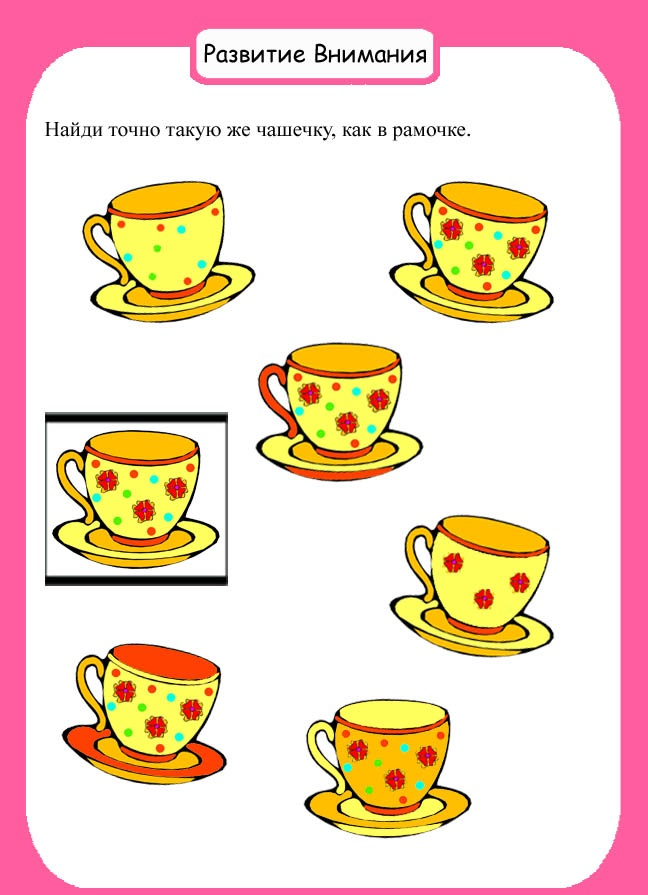 Развитие Внимания
Найди точно такую же чашечку, как в рамочке.